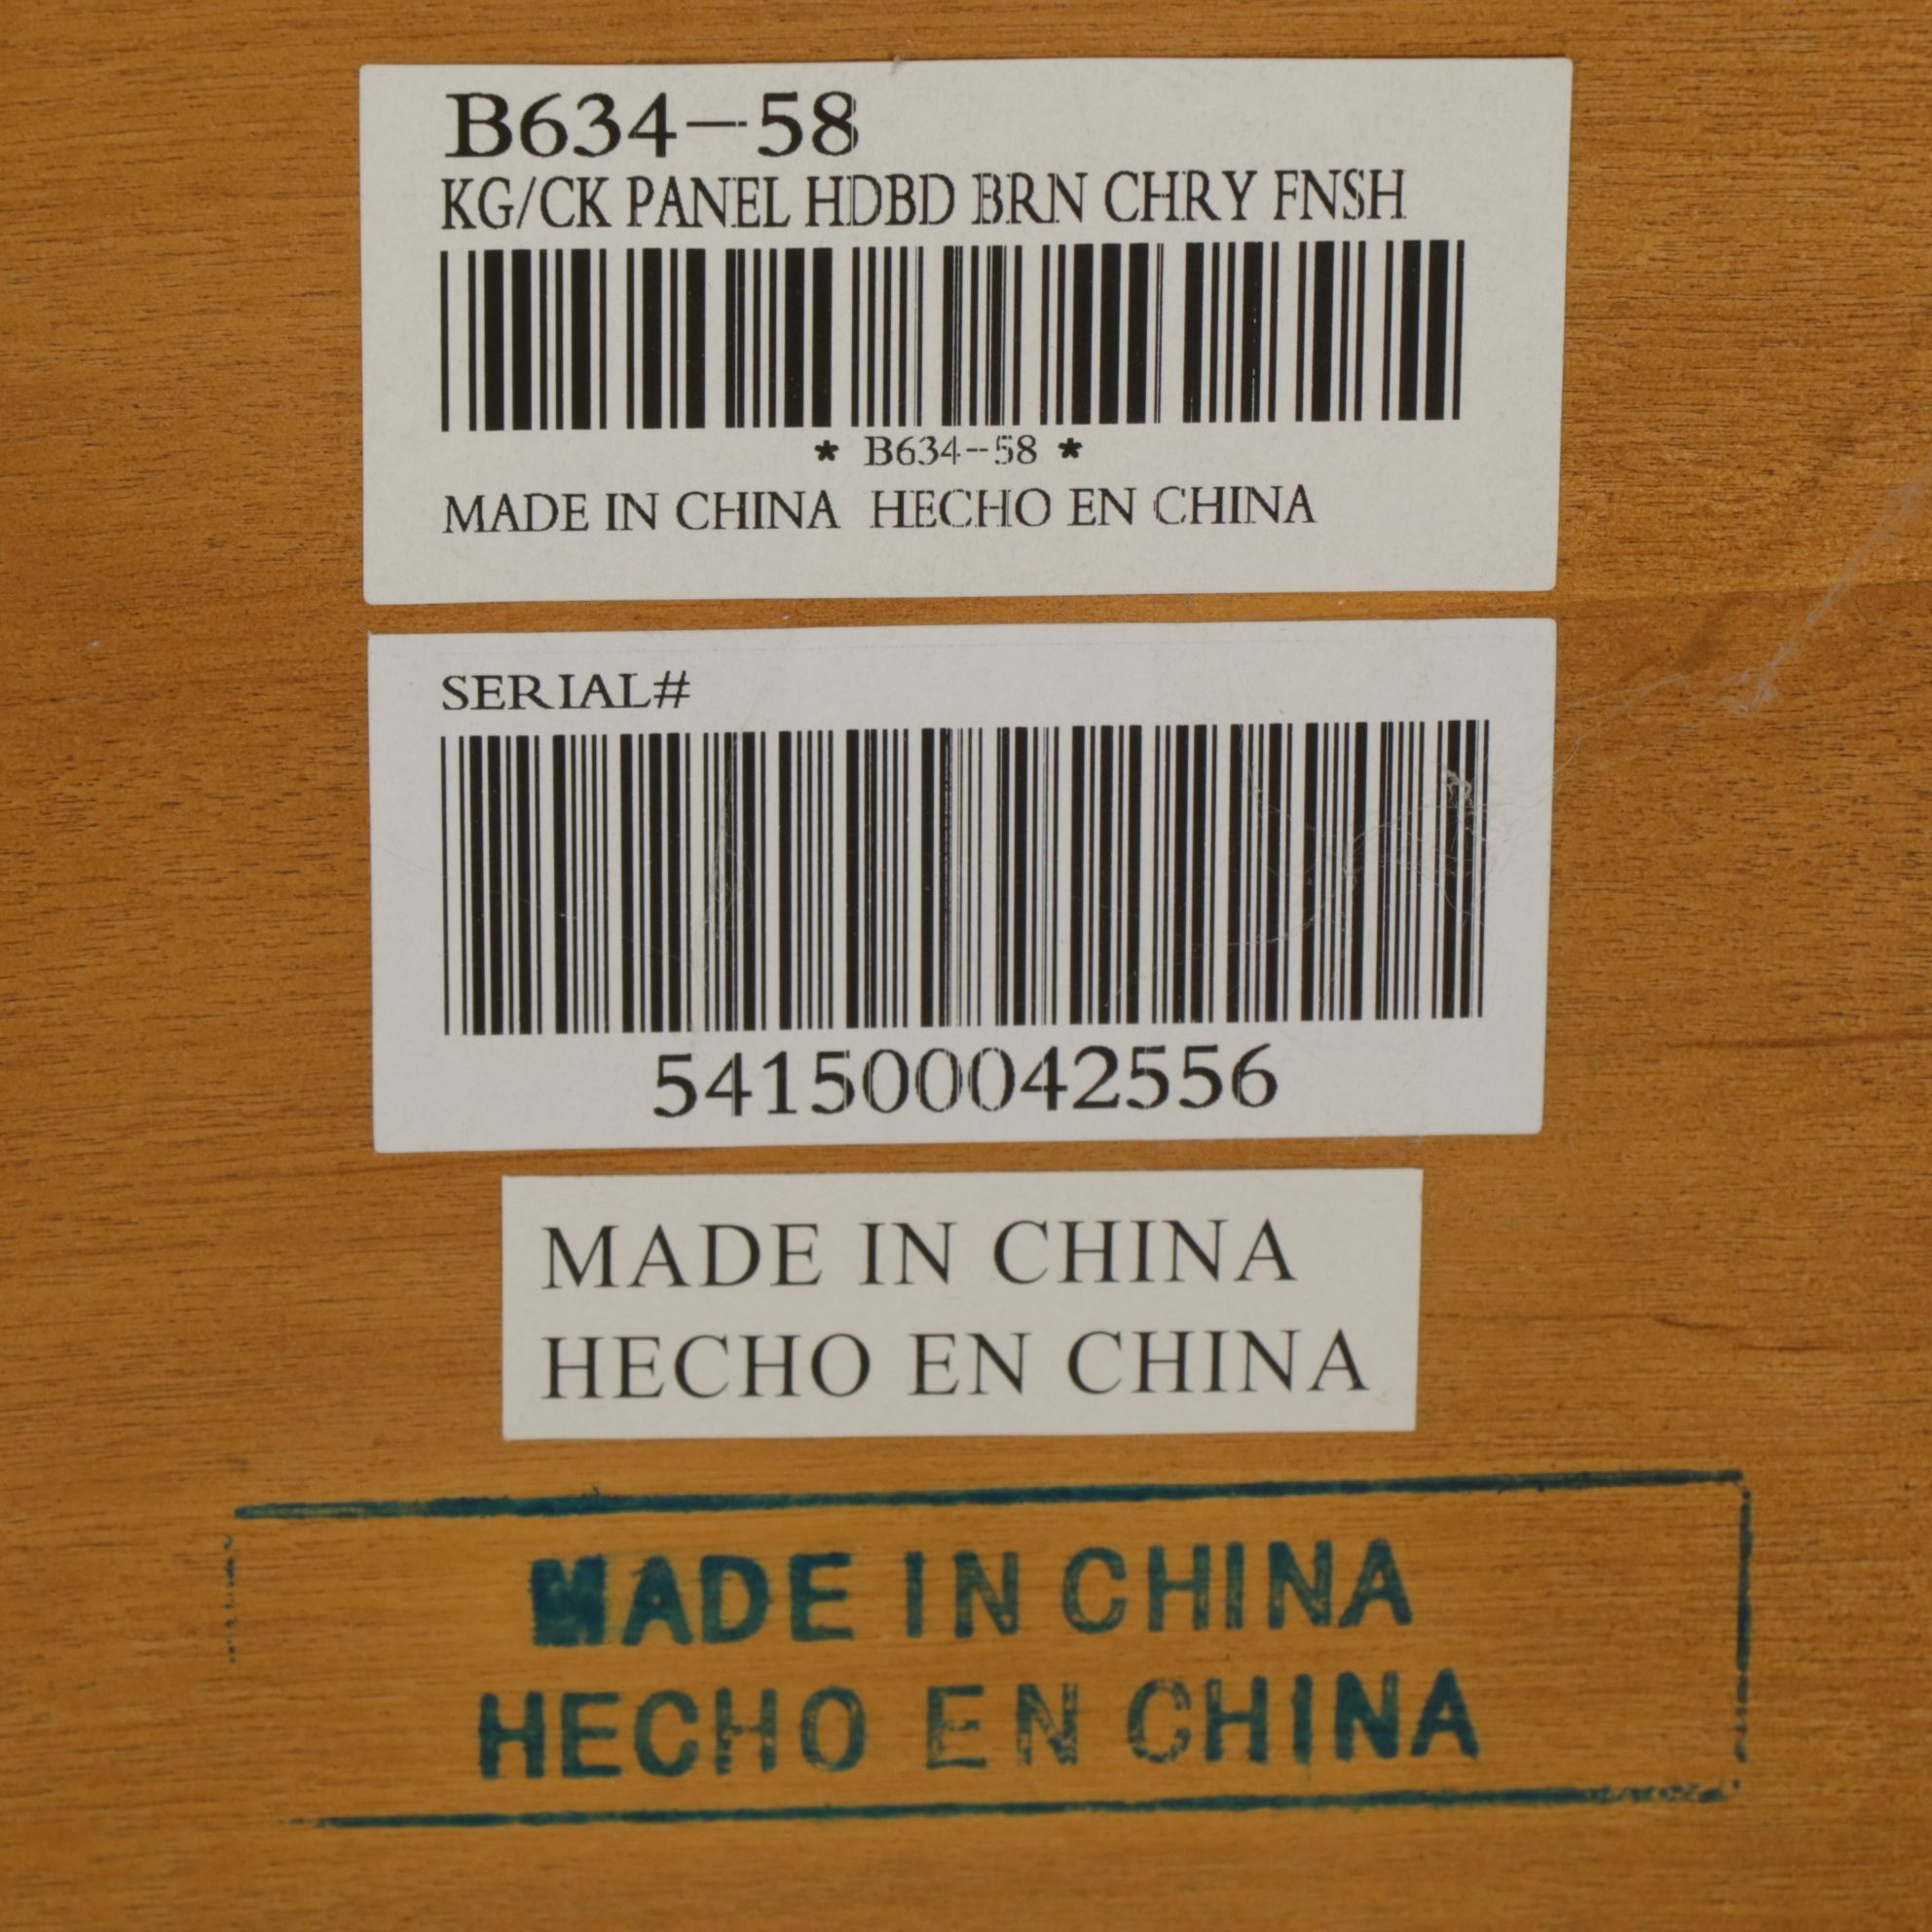 B634-58
KG/CK PANEL HDBD BRN CHRY FNSH
* B634-58 *
MADE IN CHINA HECHO EN CHINA
SERIAL#
541500042556
MADE IN CHINA
HECHO EN CHINA
MADE IN CHINA
HECHO EN CHINA